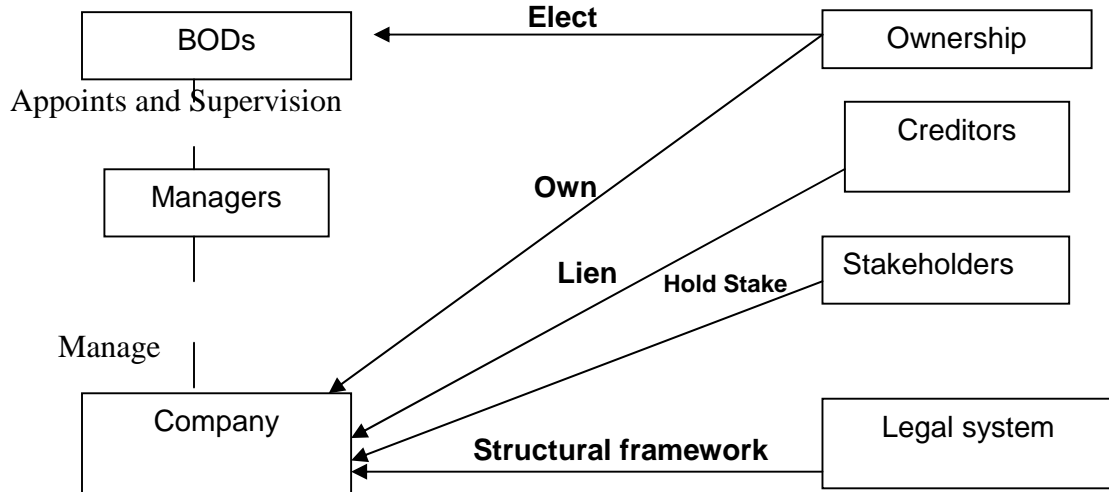 Elect
BODs
Ownership
Appoints and Supervision
Creditors
Managers
Own
Lien
Hold Stake
Stakeholders
Manage
Company
Legal system
Structural framework